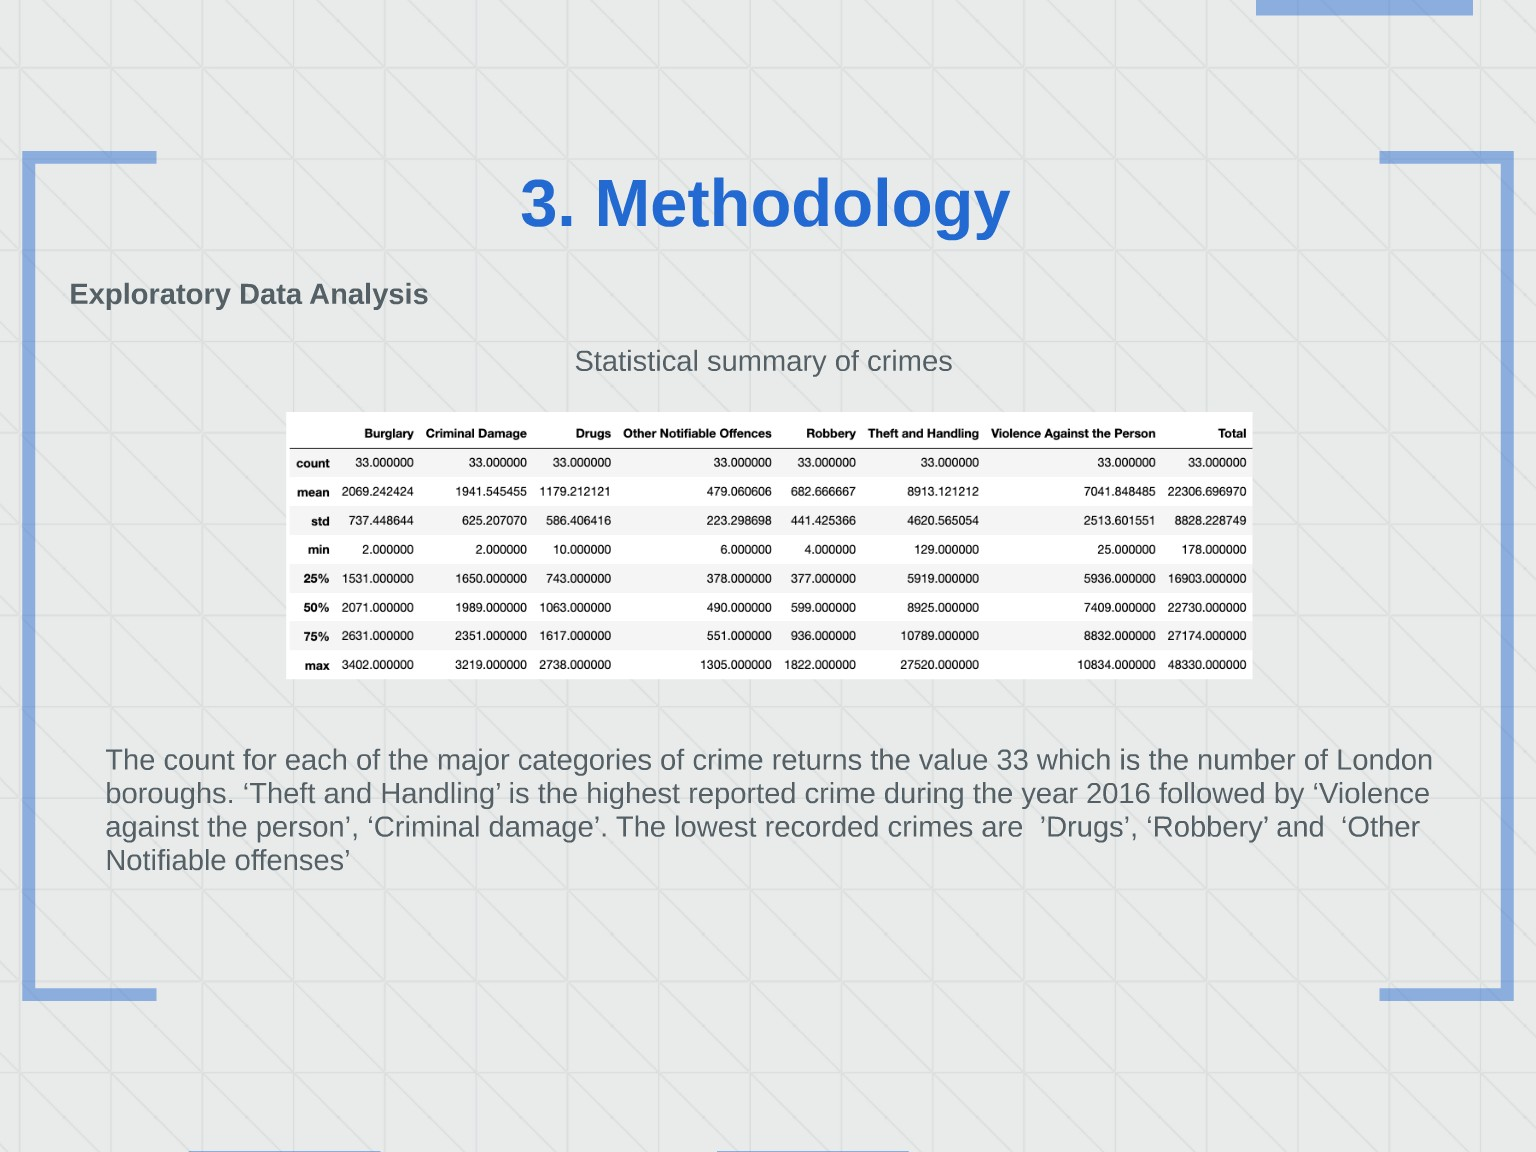 3. Methodology
Exploratory Data Analysis
Statistical summary of crimes
Burglary Criminal Damage Drugs Other Notifiable Offences Robbery Theft and Handling Violence Against the Person Total
count 33.000000 33.000000 33.000000 33.000000 33.000000 33.000000 33.000000 33.000000
mean 2069.242424 1941.545455 1179.212121 479.060606 682.666667 8913.121212 7041.848485 22306.696970
std 737.448644 625.207070 586.406416 223.298698 441.425366 4620.565054 2513.601551 8828.228749
min 2.000000 2.000000 10.000000 6.000000 4.000000 129.000000 25.000000 178.000000
25% 1531.000000 1650.000000 743.000000 378.000000 377.000000 5919.000000 5936.000000 16903.000000
50% 2071.000000 1989.000000 1063.000000 490.000000 599.000000 8925.000000 7409.000000 22730.000000
75% 2631.000000 2351.000000 1617.000000 551.000000 936.000000 10789.000000 8832.000000 27174.000000
max 3402.000000 3219.000000 2738.000000 1305.000000 1822.000000 27520.000000 10834.000000 48330.000000
The count for each of the major categories of crime returns the value 33 which is the number of London
boroughs. ‘Theft and Handling’ is the highest reported crime during the year 2016 followed by ‘Violence
against the person’, ‘Criminal damage’. The lowest recorded crimes are ’Drugs’, ‘Robbery’ and ‘Other
Notifiable offenses’